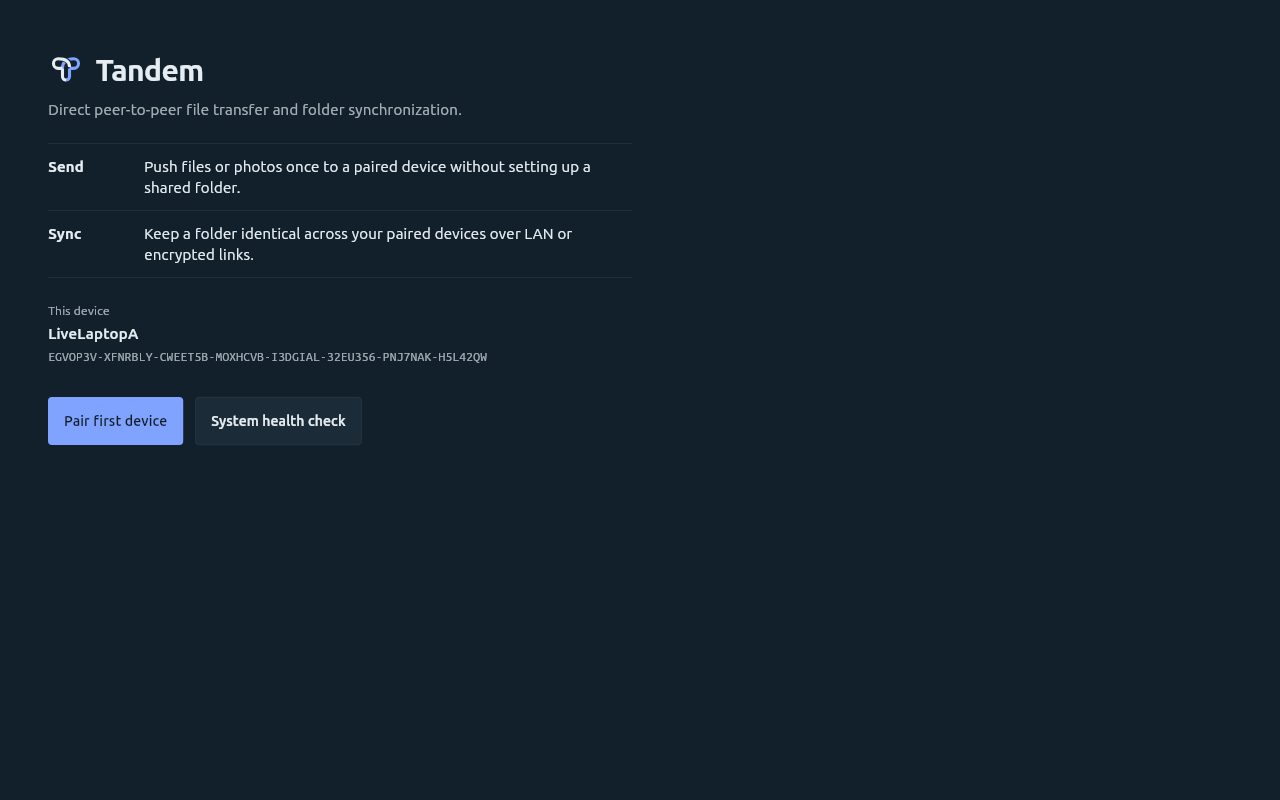 Tandem
Direct peer-to-peer file transfer and folder synchronization.
Send
Push files or photos once to a paired device without setting up a
shared folder.
Sync
Keep a folder identical across your paired devices over LAN or
encrypted links.
This device
LiveLaptopA
EGVOP3V-XFNRBLY-CWEET5B-MOXHCVB-I3DGIAL-32EU356-PNJ7NAK-H5L42QW
Pair first device
System health check